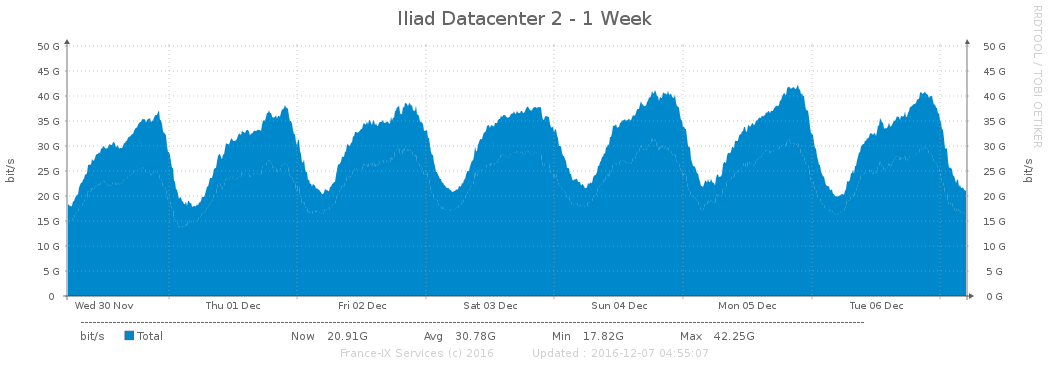 Iliad Datacenter 2 - 1 Week
RRDTOOL / TOBI OETIKER
50 G 50 G
45 G 45 G
40 G 40 G
35 G 35 G
30 G 30 G
25 G 25 G
20 G 20 G
15 G 15 G
10 G 10 G
5 G 5 G
0 0 G
bit/s bit/s
Wed 30 Nov Thu 01 Dec Fri 02 Dec Sat 03 Dec Sun 04 Dec Mon 05 Dec Tue 06 Dec
bit/s Total Now 20.91G Avg 30.78G Min 17.82G Max 42.25G
France-IX Services (c) 2016 Updated : 2016-12-07 04:55:07